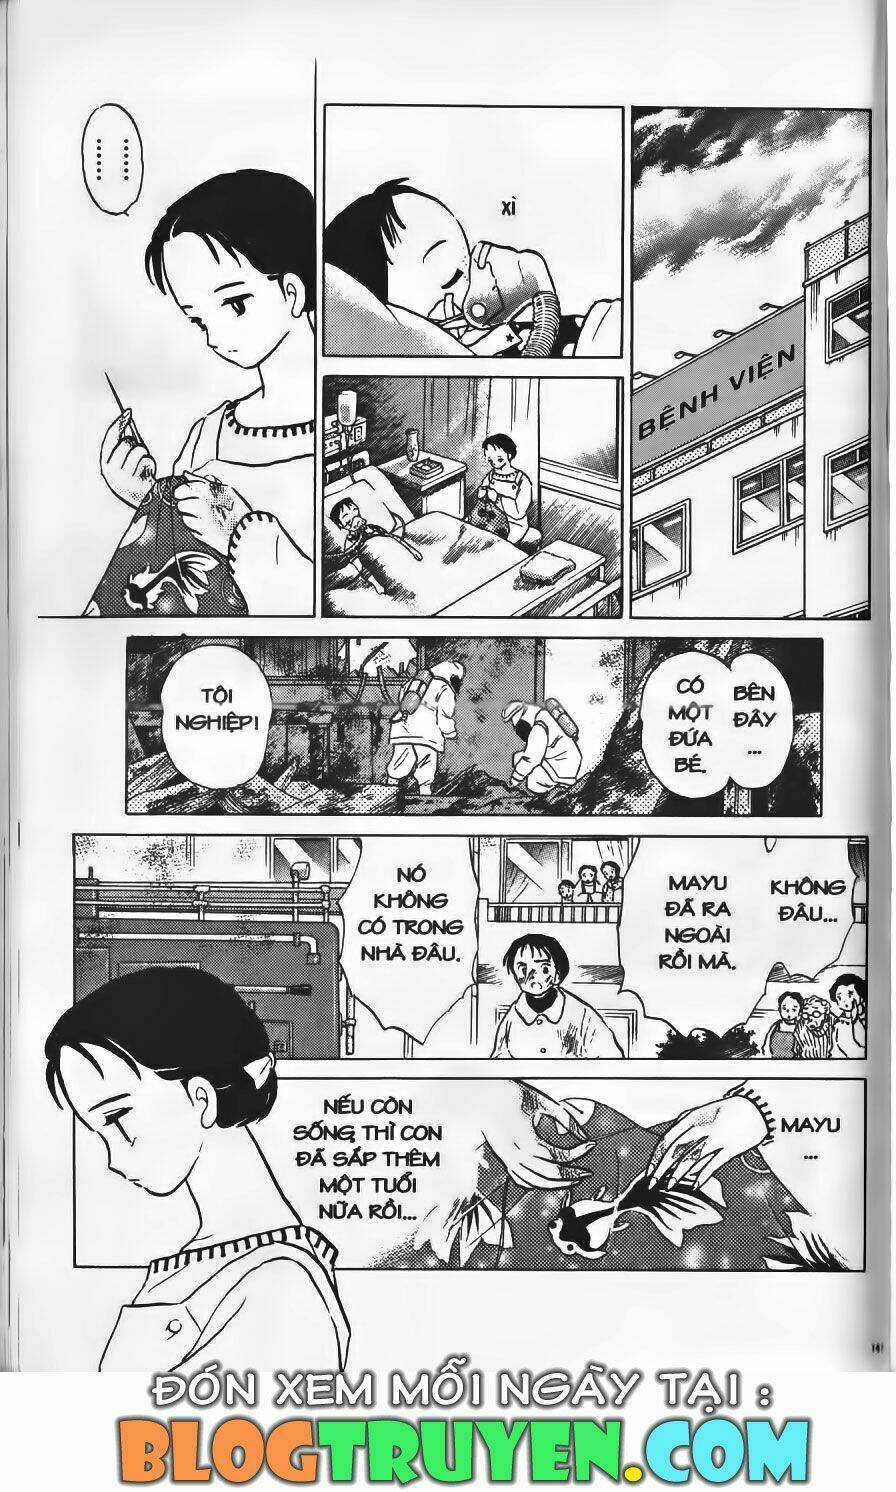 BỆNH VIỆN
XÌ
......
......
BÊN
ĐÂY
...
CÓ
MỘT
ĐỨA
BÉ.
TỘI
NGHIỆP!
KHÔNG
ĐÂU...
MAYU
ĐÃ RA
NGOÀI
RỒI MÀ.
NÓ
KHÔNG
CÓ TRONG
NHÀ ĐÂU.
MAYU
...
NẾU CÒN
SỐNG, THÌ CON
ĐÃ SẮP THÊM
MỘT TUỔI
NỮA RỒI...
ĐÓN XEM MỖI NGÀY TẠI :
BLOGTRUYEN.COM